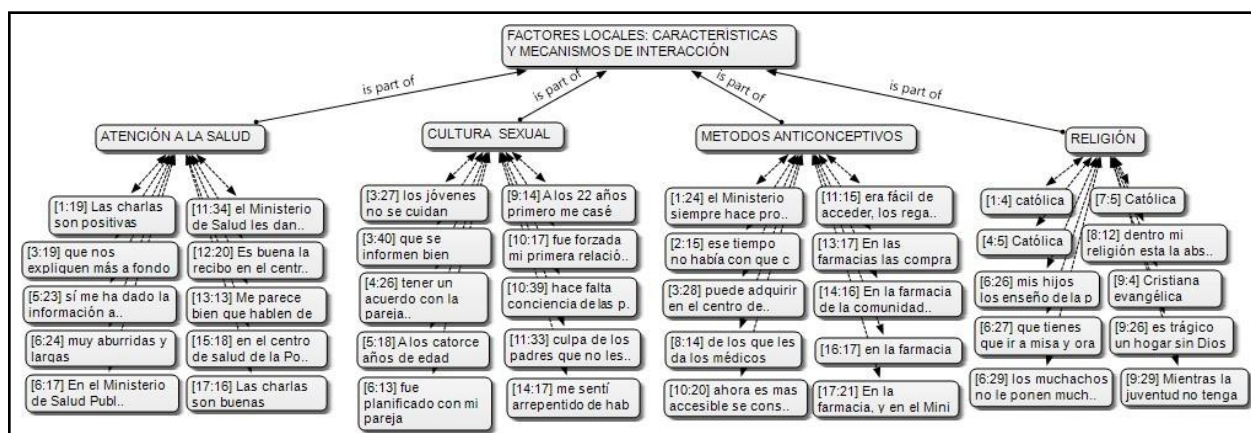 FACTORES LOCALES: CARACTERÍSTICAS
Y MECANISMOS DE INTERACCIÓN
is part of
is part of
is part of
is part of
ATENCIÓN A LA SALUD
[1:19] Las charlas
son positivas
[3:19] que nos
expliquen más a fondo
[5:23] sí me ha dado la
información a..
[6:24] muy aburridas y
largas
[6:17] En el Ministerio
de Salud Publ..
[11:34] el Ministerio
de Salud les dan..
[12:20] Es buena la
recibo en el centr..
[13:13] Me parece
bien que hablen de
[15:18] en el centro
de salud de la Po..
[17:16] Las charlas
son buenas
CULTURA SEXUAL
[3:27] los jóvenes
no se cuidan
[3:40] que se
informen bien
[4:26] tener un
acuerdo con la
pareja..
[5:18] A los catorce
años de edad
[6:13] fue
planificado con mi
pareja
[9:14] A los 22 años
primero me casé
[10:17] fue forzada
mi primera relació..
[10:39] hace falta
conciencia de las p.
[11:33] culpa de los
padres que no les..
[14:17] me sentí
arrepentido de hab
METODOS ANTICONCEPTIVOS
[1:24] el Ministerio
siempre hace pro..
[2:15] ese tiempo
no había con que c
[3:28] puede adquirir
en el centro de..
[8:14] de los que les
da los médicos
[10:20] ahora es mas
accesible se cons..
[11:15] era fácil de
acceder, los rega..
[13:17] En las
farmacias las compra
[14:16] En la farmacia
de la comunidad..
[16:17] en la farmacia
[17:21] En la
farmacia, y en el Mini
RELIGIÓN
[1:4] católica
[4:5] Católica
[6:26] mis hijos
los enseño de la p
[6:27] que tienes
que ir a misa y ora
[6:29] los muchachos
no le ponen much..
[7:5] Católica
[8:12] dentro mi
religión esta la abs..
[9:4] Cristiana
evangélica
[9:26] es trágico
un hogar sin Dios
[9:29] Mientras la
juventud no tenga